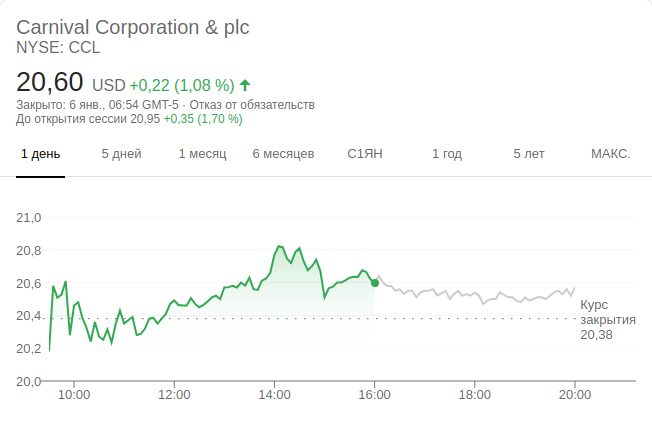 Carnival Corporation & plc
NYSE: CCL
20,60 USD +0,22 (1,08 %)
Закрыто: 6 янв., 06:54 GMT-5 · Отказ от обязательств
До открытия сессии 20,95 +0,35 (1,70 %)
1 день 5 дней 1 месяц 6 месяцев С1ЯН 1 год 5 лет МАКС.
21,0
20,8
20,6
20,4
20,2
20,0
Курс
закрытия
20,38
10:00 12:00 14:00 16:00 18:00 20:00